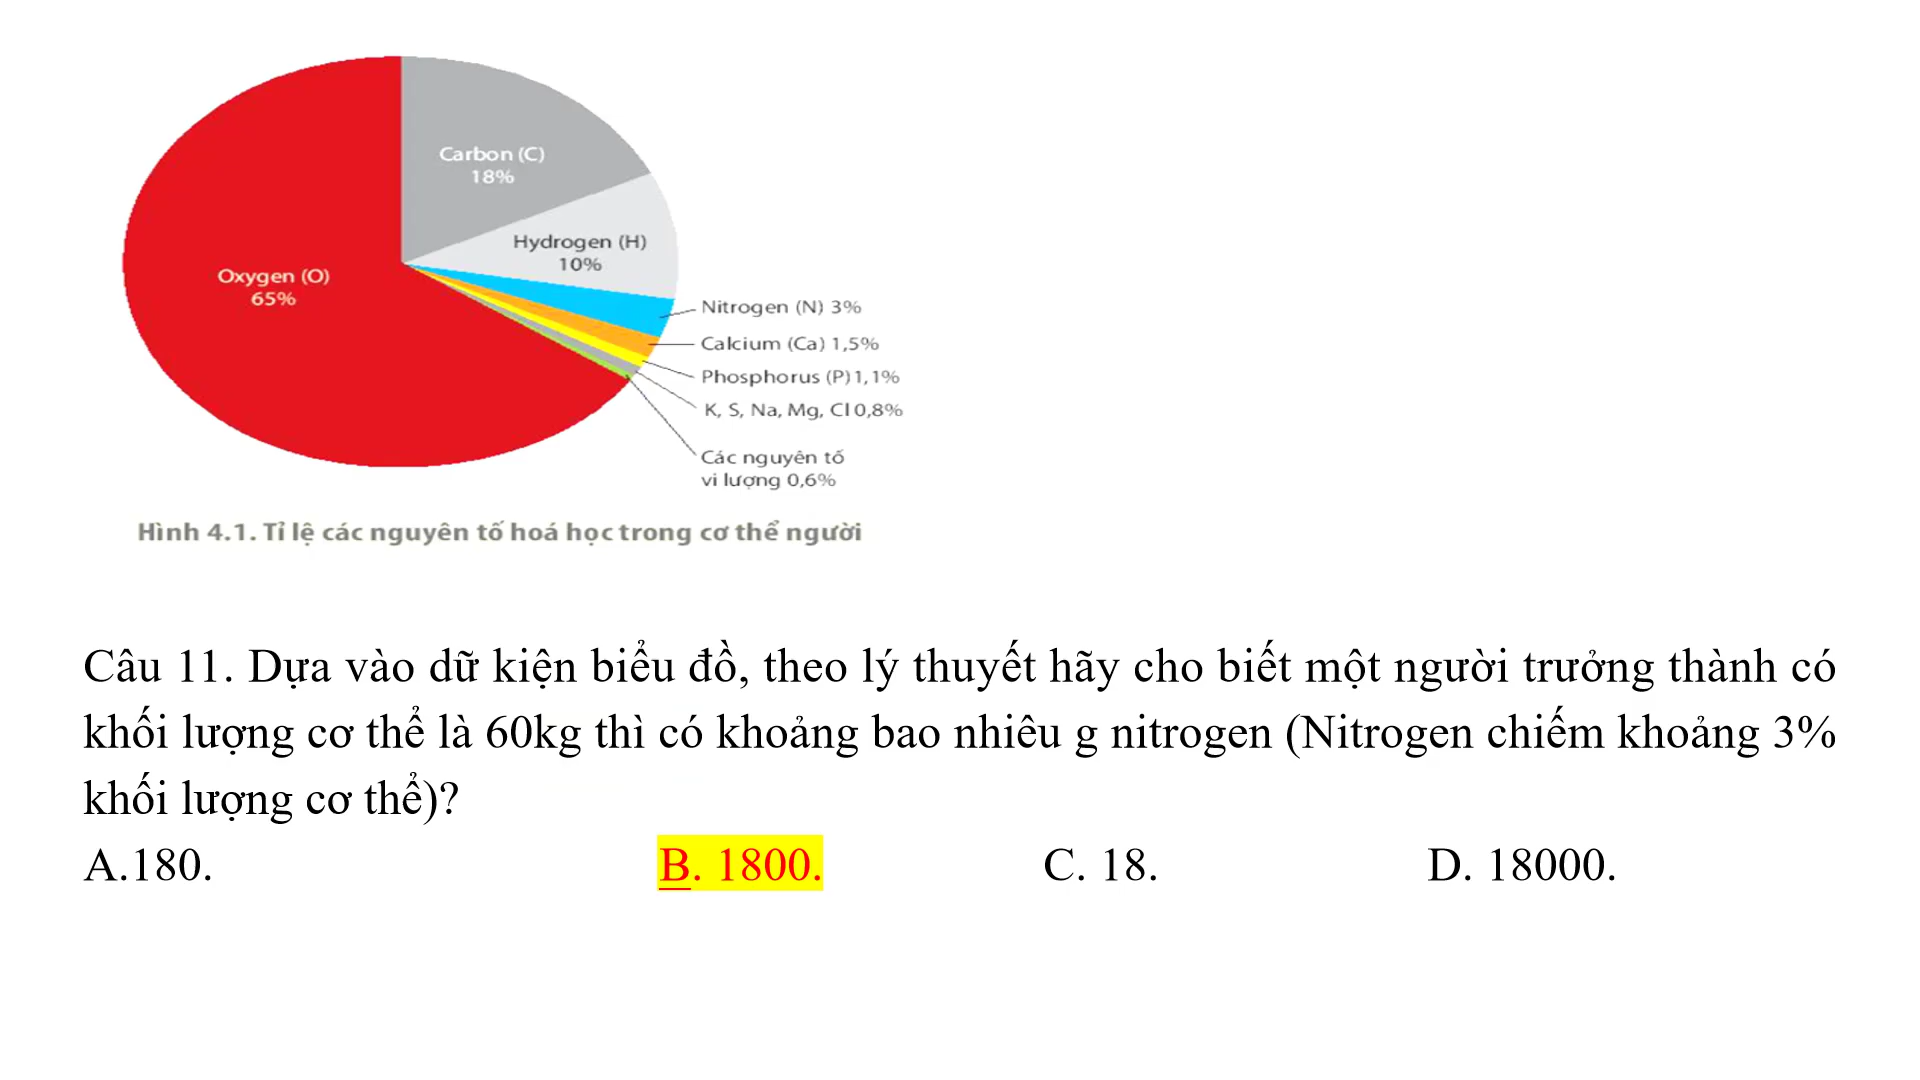 Carbon (C)
18%
Hydrogen (H)
10%
Oxygen (O)
65%
Nitrogen (N) 3%
Calcium (Ca) 1,5%
Phosphorus (P) 1,1%
K, S, Na, Mg, Cl 0,8%
Các nguyên tố
vi lượng 0,6%
Hình 4.1. Tỉ lệ các nguyên tố hoá học trong cơ thể người
Câu 11. Dựa vào dữ kiện biểu đồ, theo lý thuyết hãy cho biết một người trưởng thành có
khối lượng cơ thể là 60kg thì có khoảng bao nhiêu g nitrogen (Nitrogen chiếm khoảng 3%
khối lượng cơ thể)?
A.180. B. 1800. C. 18. D. 18000.